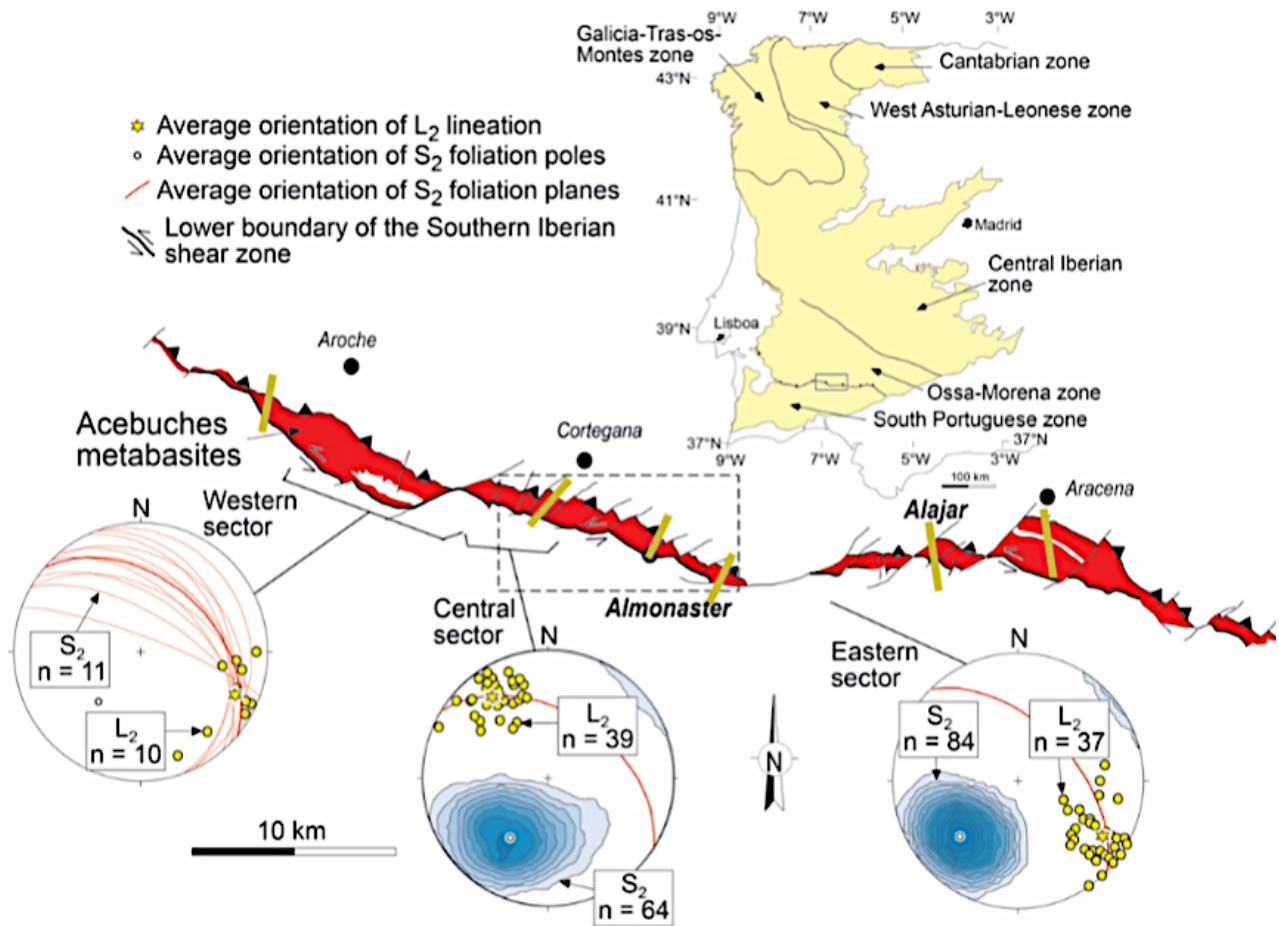 9°W
7°W
5°W
3°W
Galicia-Tras-os-
Montes zone
43°N
Cantabrian zone
West Asturian-Leonese zone
Average orientation of L2 lineation
Average orientation of S2 foliation poles
Average orientation of S2 foliation planes
Lower boundary of the Southern Iberian
shear zone
41°N
Madrid
Central Iberian
zone
39°N
Lisboa
Ossa-Morena zone
South Portuguese zone
37°N
37°N
9°W
7°W
5°W
3°W
100 km
Aroche
Acebuches
metabasites
Cortegana
Alajar
Aracena
Western
sector
Almonaster
Central
sector
Eastern
sector
N
S2
n = 11
L2
n = 10
N
L2
n = 39
S2
n = 64
N
N
S2
n = 84
L2
n = 37
10 km